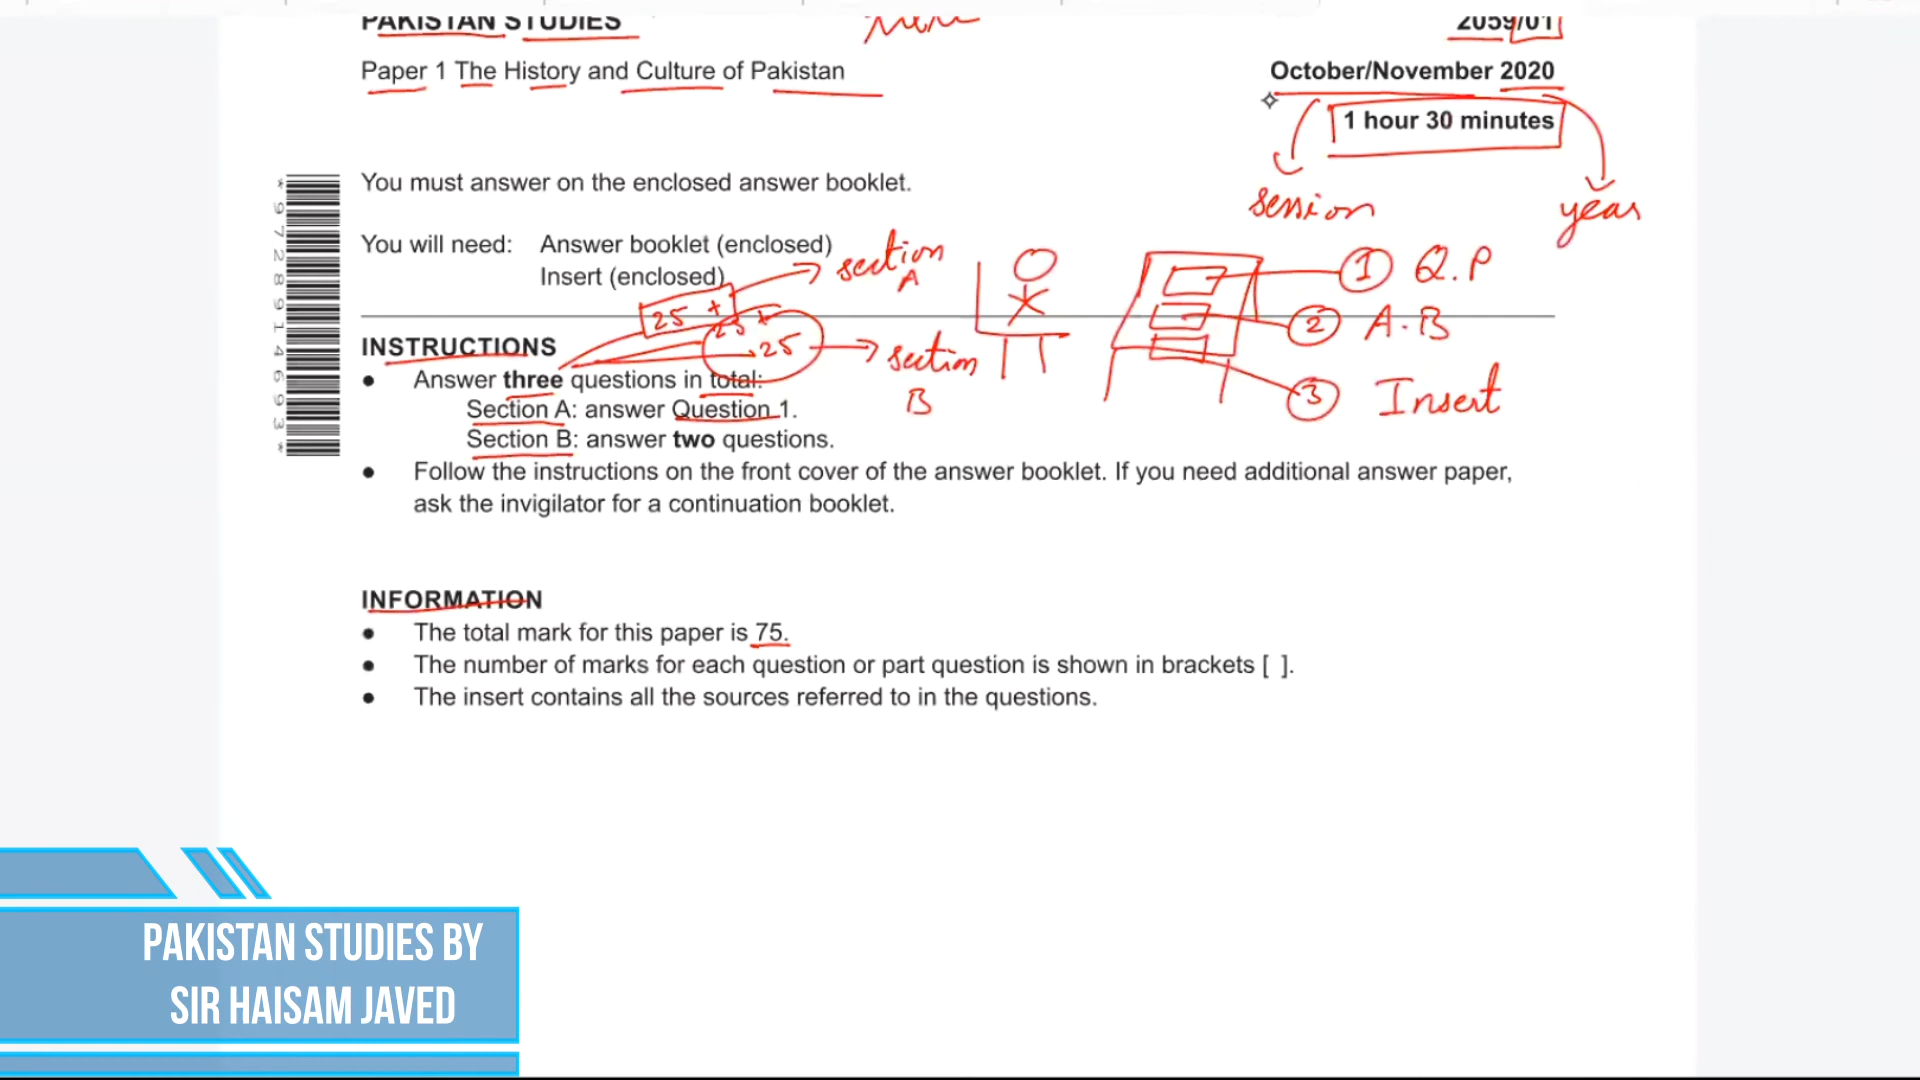 PAKISTAN STUDIES
2059/01
Paper 1 The History and Culture of Pakistan
October/November 2020
1 hour 30 minutes
session
year
You must answer on the enclosed answer booklet.
You will need: Answer booklet (enclosed)
Insert (enclosed)
section A
25 +
25 +
25
section B
1 Q.P
2 A.B
3 Insert
INSTRUCTIONS
● Answer three questions in total:
Section A: answer Question 1.
Section B: answer two questions.
● Follow the instructions on the front cover of the answer booklet. If you need additional answer paper,
ask the invigilator for a continuation booklet.
INFORMATION
● The total mark for this paper is 75.
● The number of marks for each question or part question is shown in brackets [ ].
● The insert contains all the sources referred to in the questions.
*9728914693*
PAKISTAN STUDIES BY
SIR HAISAM JAVED